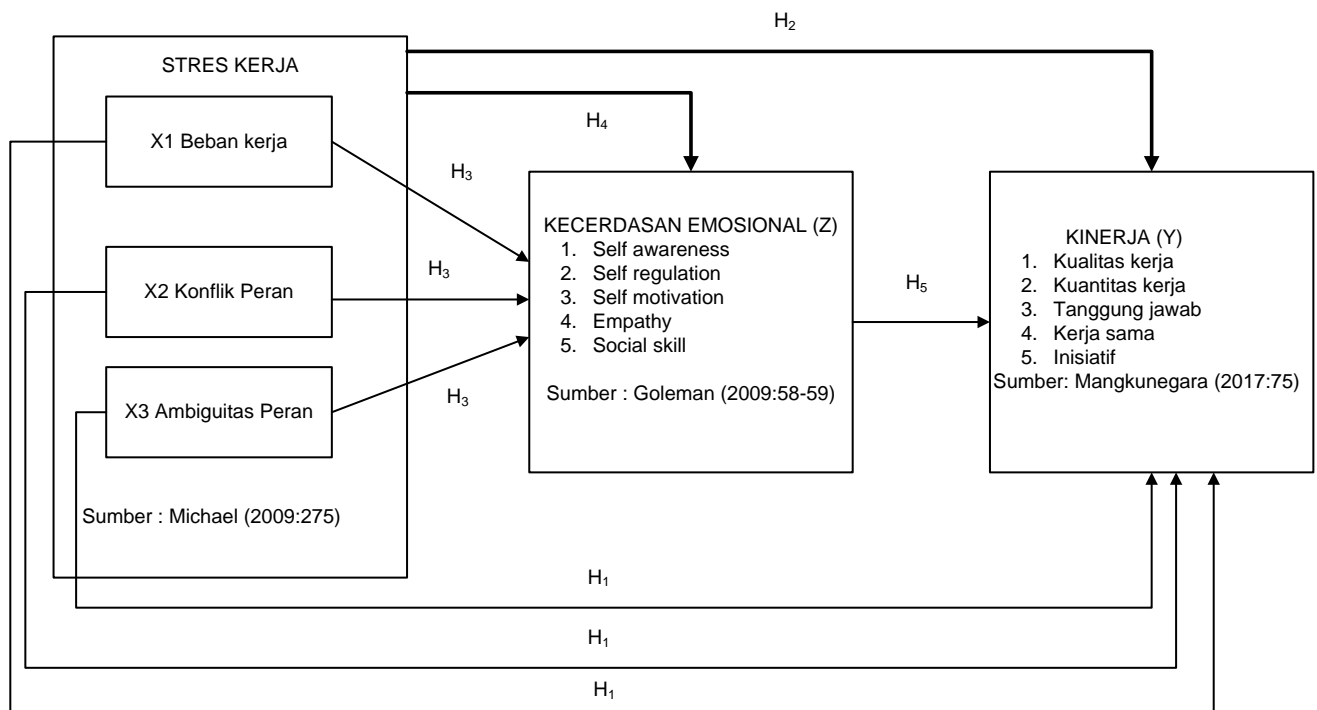 H₂
STRES KERJA
X1 Beban kerja
H₄
H₃
KECERDASAN EMOSIONAL (Z)
1. Self awareness
2. Self regulation
3. Self motivation
4. Empathy
5. Social skill
Sumber : Goleman (2009:58-59)
KINERJA (Y)
1. Kualitas kerja
2. Kuantitas kerja
3. Tanggung jawab
4. Kerja sama
5. Inisiatif
Sumber: Mangkunegara (2017:75)
X2 Konflik Peran
H₃
H₅
X3 Ambiguitas Peran
H₃
Sumber : Michael (2009:275)
H₁
H₁
H₁